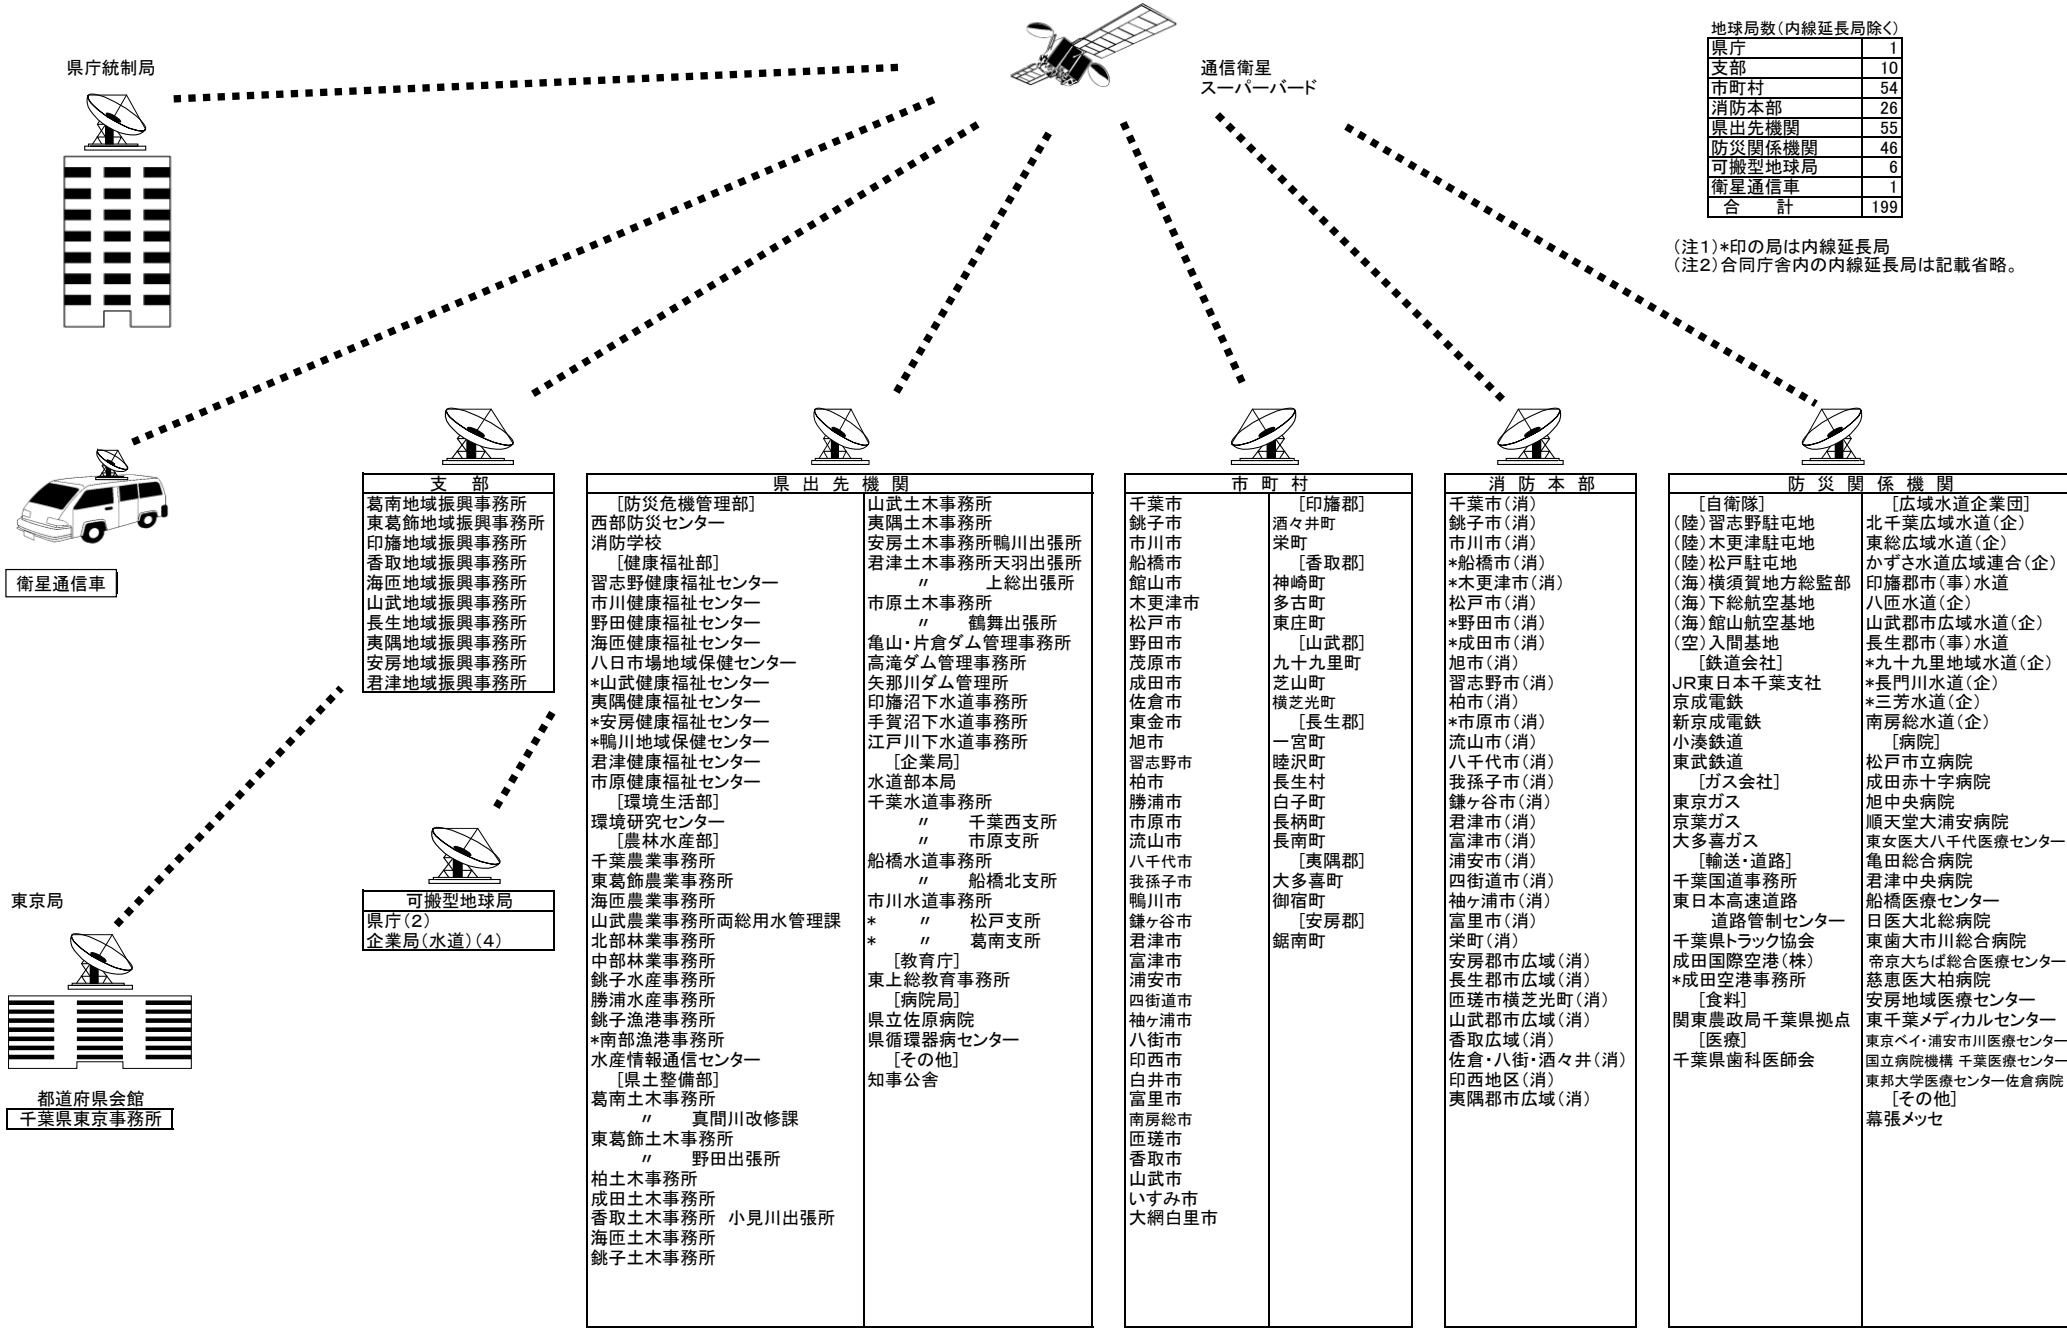 県庁統制局
通信衛星
スーパーバード
地球局数(内線延長局除く)
県庁 1
支部 10
市町村 54
消防本部 26
県出先機関 55
防災関係機関 46
可搬型地球局 6
衛星通信車 1
合 計 199
(注1)*印の局は内線延長局
(注2)合同庁舎内の内線延長局は記載省略。
衛星通信車
東京局
都道府県会館
千葉県東京事務所
支 部
葛南地域振興事務所
東葛飾地域振興事務所
印旛地域振興事務所
香取地域振興事務所
海匝地域振興事務所
山武地域振興事務所
長生地域振興事務所
夷隅地域振興事務所
安房地域振興事務所
君津地域振興事務所
可搬型地球局
県庁(2)
企業局(水道)(4)
県 出 先 機 関
[防災危機管理部]
西部防災センター
消防学校
[健康福祉部]
習志野健康福祉センター
市川健康福祉センター
野田健康福祉センター
海匝健康福祉センター
八日市場地域保健センター
*山武健康福祉センター
夷隅健康福祉センター
*安房健康福祉センター
*鴨川地域保健センター
君津健康福祉センター
市原健康福祉センター
[環境生活部]
環境研究センター
[農林水産部]
千葉農業事務所
東葛飾農業事務所
海匝農業事務所
山武農業事務所両総用水管理課
北部林業事務所
中部林業事務所
銚子水産事務所
勝浦水産事務所
銚子漁港事務所
*南部漁港事務所
水産情報通信センター
[県土整備部]
葛南土木事務所
〃 真間川改修課
東葛飾土木事務所
〃 野田出張所
柏土木事務所
成田土木事務所
香取土木事務所 小見川出張所
海匝土木事務所
銚子土木事務所
山武土木事務所
夷隅土木事務所
安房土木事務所鴨川出張所
君津土木事務所天羽出張所
〃 上総出張所
市原土木事務所
〃 鶴舞出張所
亀山・片倉ダム管理事務所
高滝ダム管理事務所
矢那川ダム管理所
印旛沼下水道事務所
手賀沼下水道事務所
江戸川下水道事務所
[企業局]
水道部本局
千葉水道事務所
〃 千葉西支所
〃 市原支所
船橋水道事務所
〃 船橋北支所
市川水道事務所
* 〃 松戸支所
* 〃 葛南支所
[教育庁]
東上総教育事務所
[病院局]
県立佐原病院
県循環器病センター
[その他]
知事公舎
市 町 村
千葉市
銚子市
市川市
船橋市
館山市
木更津市
松戸市
野田市
茂原市
成田市
佐倉市
東金市
旭市
習志野市
柏市
勝浦市
市原市
流山市
八千代市
我孫子市
鴨川市
鎌ケ谷市
君津市
富津市
浦安市
四街道市
袖ケ浦市
八街市
印西市
白井市
富里市
南房総市
匝瑳市
香取市
山武市
いすみ市
大網白里市
[印旛郡]
酒々井町
栄町
[香取郡]
神崎町
多古町
東庄町
[山武郡]
九十九里町
芝山町
横芝光町
[長生郡]
一宮町
睦沢町
長生村
白子町
長柄町
長南町
[夷隅郡]
大多喜町
御宿町
[安房郡]
鋸南町
消 防 本 部
千葉市(消)
銚子市(消)
市川市(消)
*船橋市(消)
*木更津市(消)
松戸市(消)
*野田市(消)
*成田市(消)
旭市(消)
習志野市(消)
柏市(消)
*市原市(消)
流山市(消)
八千代市(消)
我孫子市(消)
鎌ケ谷市(消)
君津市(消)
富津市(消)
浦安市(消)
四街道市(消)
袖ケ浦市(消)
富里市(消)
栄町(消)
安房郡市広域(消)
長生郡市広域(消)
匝瑳市横芝光町(消)
山武郡市広域(消)
香取広域(消)
佐倉・八街・酒々井(消)
印西地区(消)
夷隅郡市広域(消)
防 災 関 係 機 関
[自衛隊]
(陸)習志野駐屯地
(陸)木更津駐屯地
(陸)松戸駐屯地
(海)横須賀地方総監部
(海)下総航空基地
(海)館山航空基地
(空)入間基地
[鉄道会社]
JR東日本千葉支社
京成電鉄
新京成電鉄
小湊鉄道
東武鉄道
[ガス会社]
東京ガス
京葉ガス
大多喜ガス
[輸送・道路]
千葉国道事務所
東日本高速道路
道路管制センター
千葉県トラック協会
成田国際空港(株)
*成田空港事務所
[食料]
関東農政局千葉県拠点
[医療]
千葉県歯科医師会
[広域水道企業団]
北千葉広域水道(企)
東総広域水道(企)
かずさ水道広域連合(企)
印旛郡市(事)水道
八匝水道(企)
山武郡市広域水道(企)
長生郡市(事)水道
*九十九里地域水道(企)
*長門川水道(企)
*三芳水道(企)
南房総水道(企)
[病院]
松戸市立病院
成田赤十字病院
旭中央病院
順天堂大浦安病院
東女医大八千代医療センター
亀田総合病院
君津中央病院
船橋医療センター
日医大北総病院
東歯大市川総合病院
帝京大ちば総合医療センター
慈恵医大柏病院
安房地域医療センター
東千葉メディカルセンター
東京ベイ・浦安市川医療センター
国立病院機構 千葉医療センター
東邦大学医療センター佐倉病院
[その他]
幕張メッセ